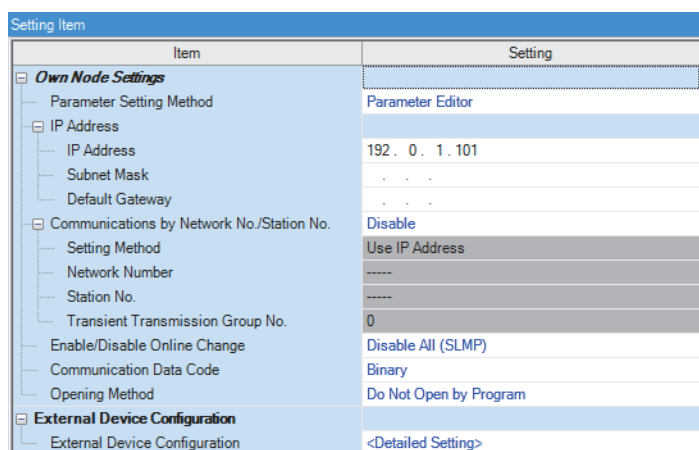 Setting Item
Item Setting
Own Node Settings
Parameter Setting Method Parameter Editor
IP Address
IP Address 192 . 0 . 1 . 101
Subnet Mask . . .
Default Gateway . . .
Communications by Network No./Station No. Disable
Setting Method Use IP Address
Network Number -----
Station No. -----
Transient Transmission Group No. 0
Enable/Disable Online Change Disable All (SLMP)
Communication Data Code Binary
Opening Method Do Not Open by Program
External Device Configuration
External Device Configuration <Detailed Setting>